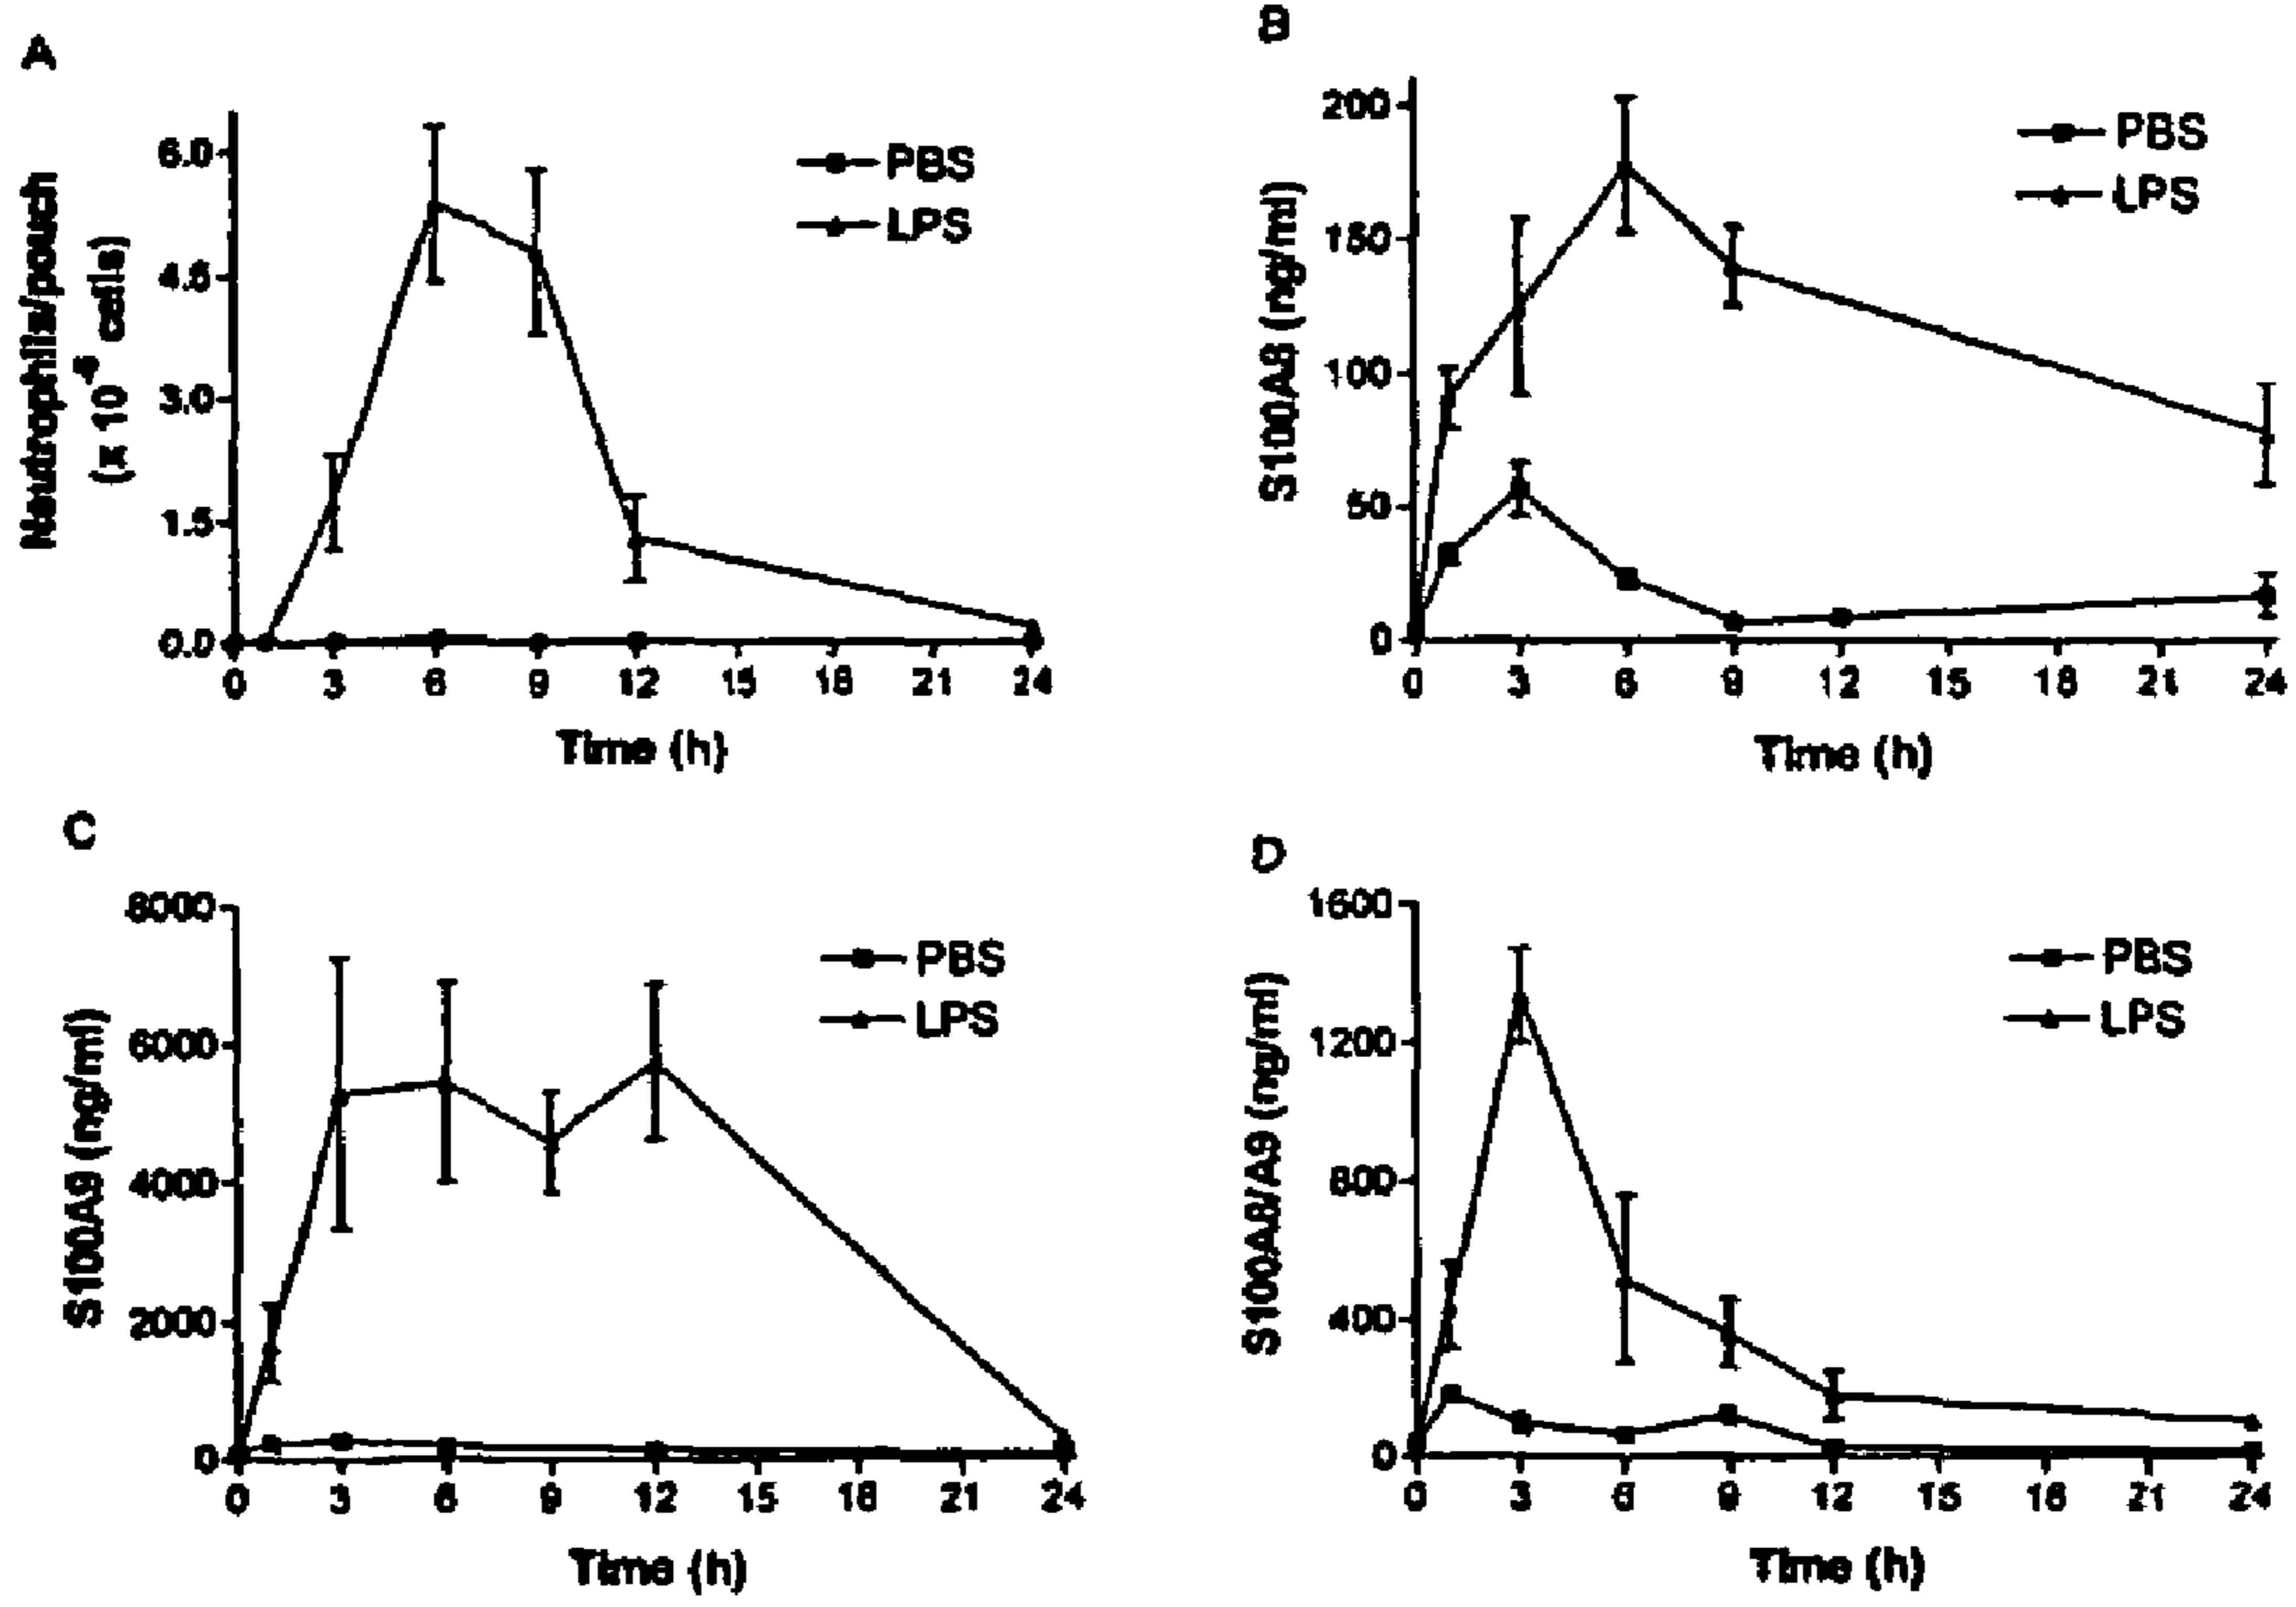 A
Neutrophils/pouch
(x 10-6 cells)
6.0
4.5
3.0
1.5
0.0
0 3 6 9 12 15 18 21 24
Time (h)
PBS
LPS
B
S100A8 (ng/ml)
200
150
100
50
0
0 3 6 9 12 15 18 21 24
Time (h)
PBS
LPS
C
S100A9 (ng/ml)
8000
6000
4000
2000
0
0 3 6 9 12 15 18 21 24
Time (h)
PBS
LPS
D
S100A8/A9 (ng/ml)
1600
1200
800
400
0
0 3 6 9 12 15 18 21 24
Time (h)
PBS
LPS